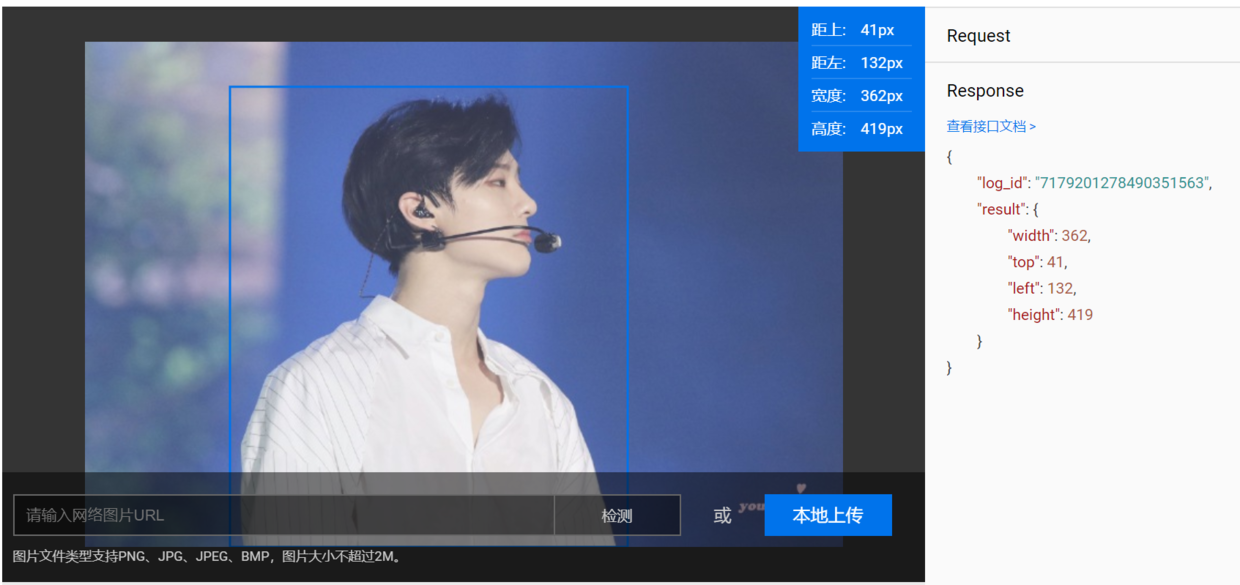 距上: 41px
距左: 132px
宽度: 362px
高度: 419px
请输入网络图片URL
检测
或
you
本地上传
图片文件类型支持PNG、JPG、JPEG、BMP，图片大小不超过2M。
Request
Response
查看接口文档 >
{
"log_id": "7179201278490351563",
"result": {
"width": 362,
"top": 41,
"left": 132,
"height": 419
}
}